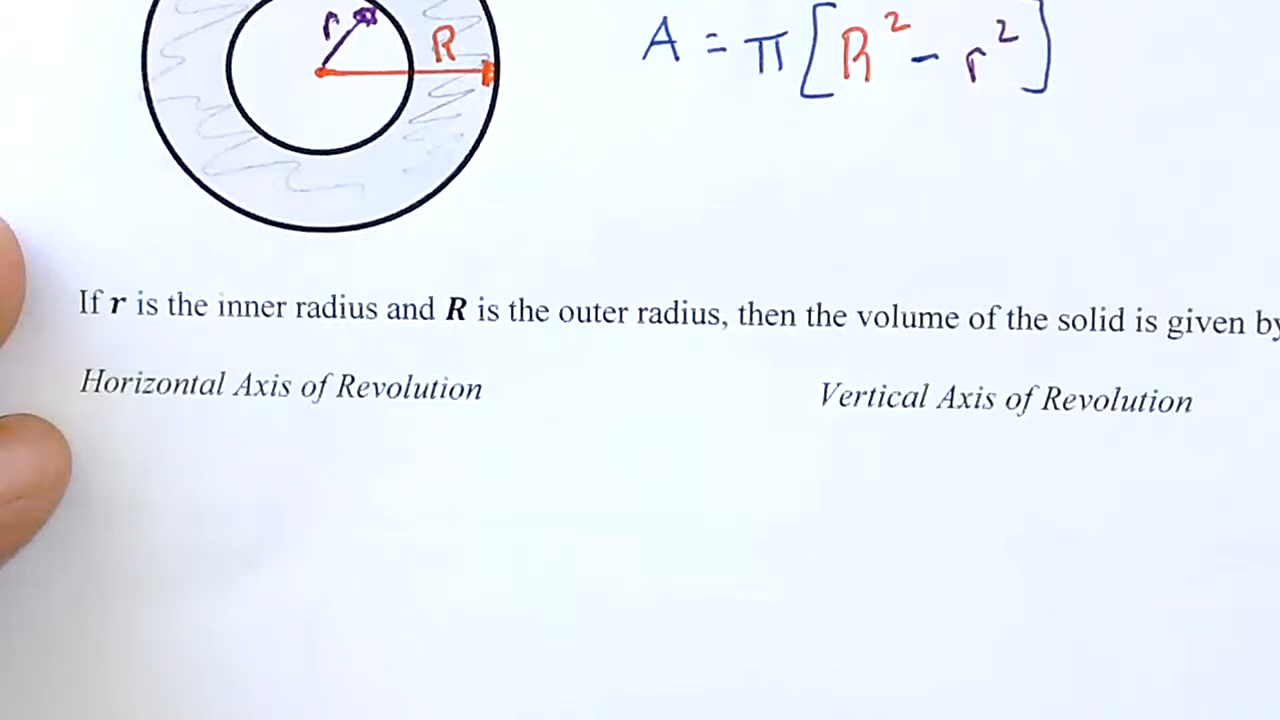 r R A = π[R² - r²]
If r is the inner radius and R is the outer radius, then the volume of the solid is given by
Horizontal Axis of Revolution Vertical Axis of Revolution